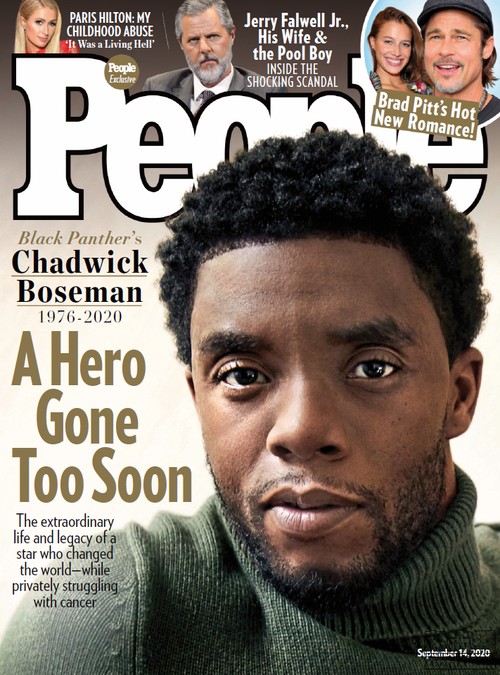 PARIS HILTON: MY
CHILDHOOD ABUSE
‘It Was a Living Hell’
People
Exclusive
Jerry Falwell Jr.,
His Wife &
the Pool Boy
INSIDE THE
SHOCKING SCANDAL
Brad Pitt’s Hot
New Romance!
People
Black Panther’s
Chadwick
Boseman
1976-2020
A Hero
Gone
Too Soon
The extraordinary
life and legacy of a
star who changed
the world—while
privately struggling
with cancer
September 14, 2020